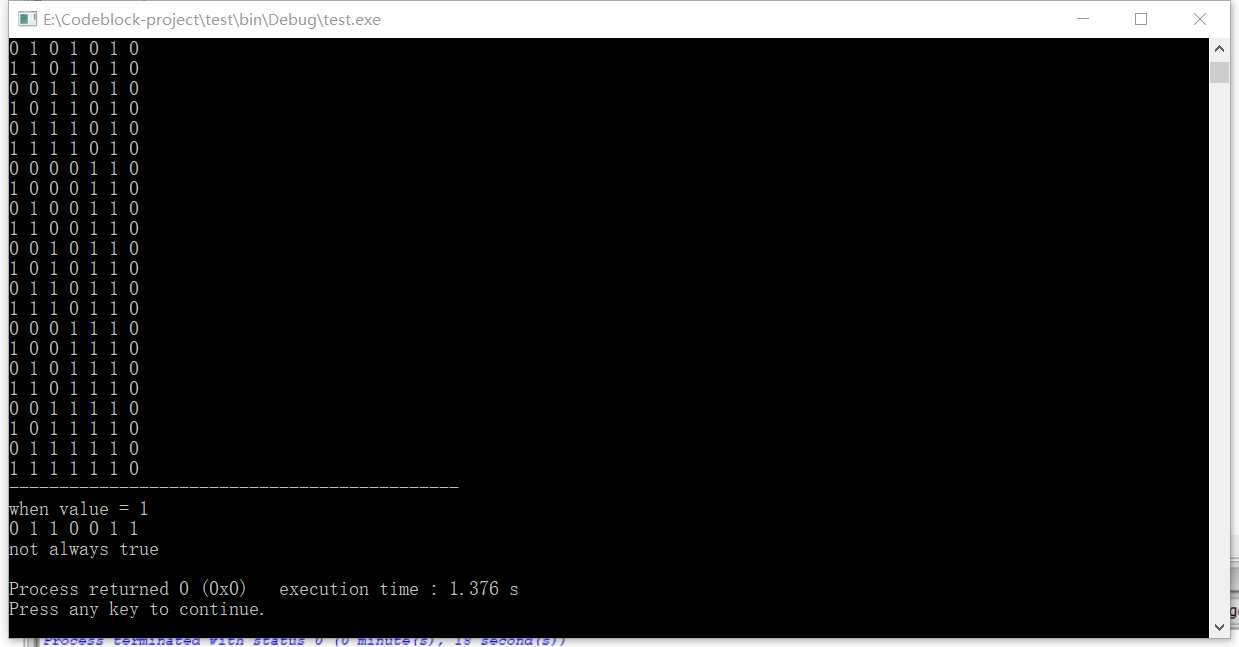 E:\Codeblock-project\test\bin\Debug\test.exe
0 1 0 1 0 1 0
1 1 0 1 0 1 0
0 0 1 1 0 1 0
1 0 1 1 0 1 0
0 1 1 1 0 1 0
1 1 1 1 0 1 0
0 0 0 0 1 1 0
1 0 0 0 1 1 0
0 1 0 0 1 1 0
1 1 0 0 1 1 0
0 0 1 0 1 1 0
1 0 1 0 1 1 0
0 1 1 0 1 1 0
1 1 1 0 1 1 0
0 0 0 1 1 1 0
1 0 0 1 1 1 0
0 1 0 1 1 1 0
1 1 0 1 1 1 0
0 0 1 1 1 1 0
1 0 1 1 1 1 0
0 1 1 1 1 1 0
1 1 1 1 1 1 0
---------------------------------------------
when value = 1
0 1 1 0 0 1 1
not always true
Process returned 0 (0x0)   execution time : 1.376 s
Press any key to continue.
Process terminated with status 0 (0 minute(s), 18 second(s))